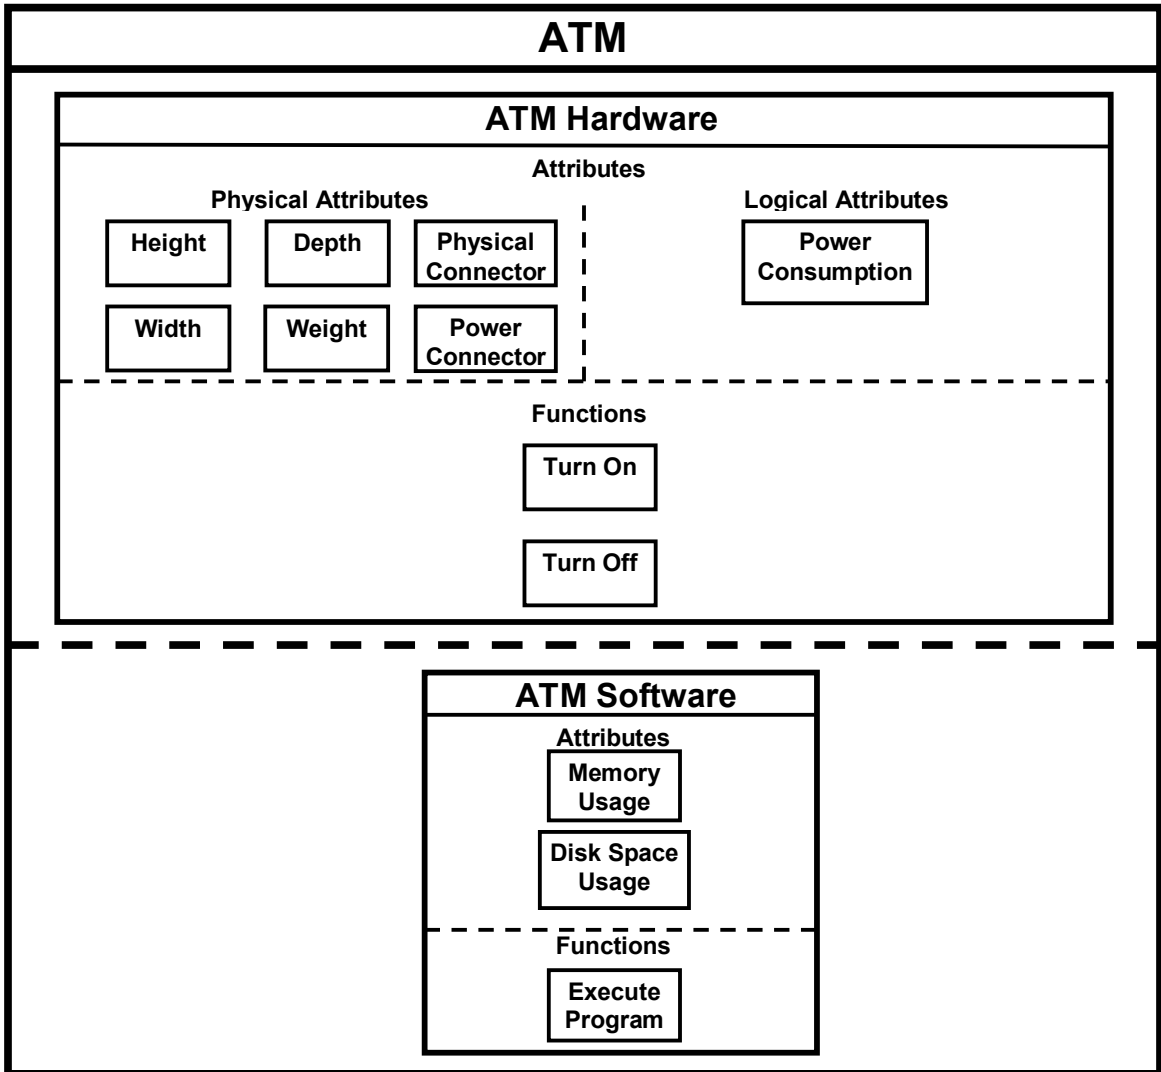 ATM
ATM Hardware
Attributes
Physical Attributes
Logical Attributes
Height
Depth
Physical
Connector
Power
Consumption
Width
Weight
Power
Connector
Functions
Turn On
Turn Off
ATM Software
Attributes
Memory
Usage
Disk Space
Usage
Functions
Execute
Program